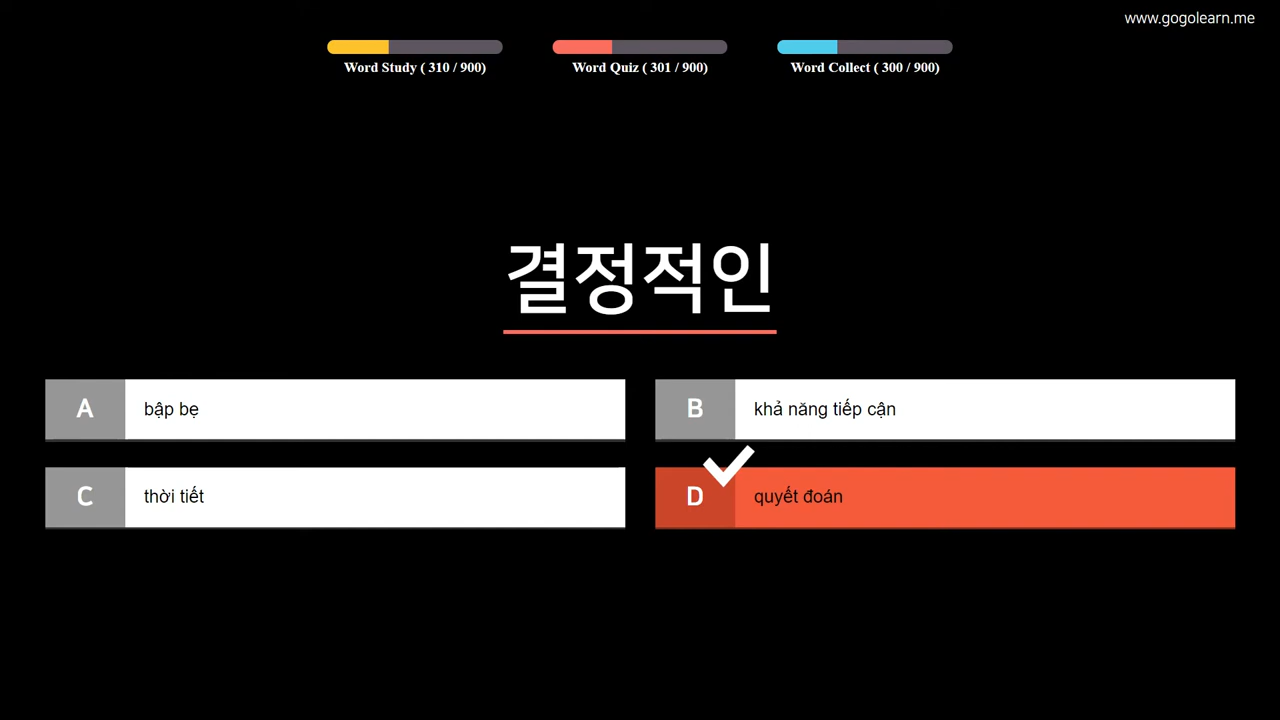 www.gogolearn.me
Word Study ( 310 / 900)
Word Quiz ( 301 / 900)
Word Collect ( 300 / 900)
결정적인
A bập bẹ
B khả năng tiếp cận
C thời tiết
D quyết đoán